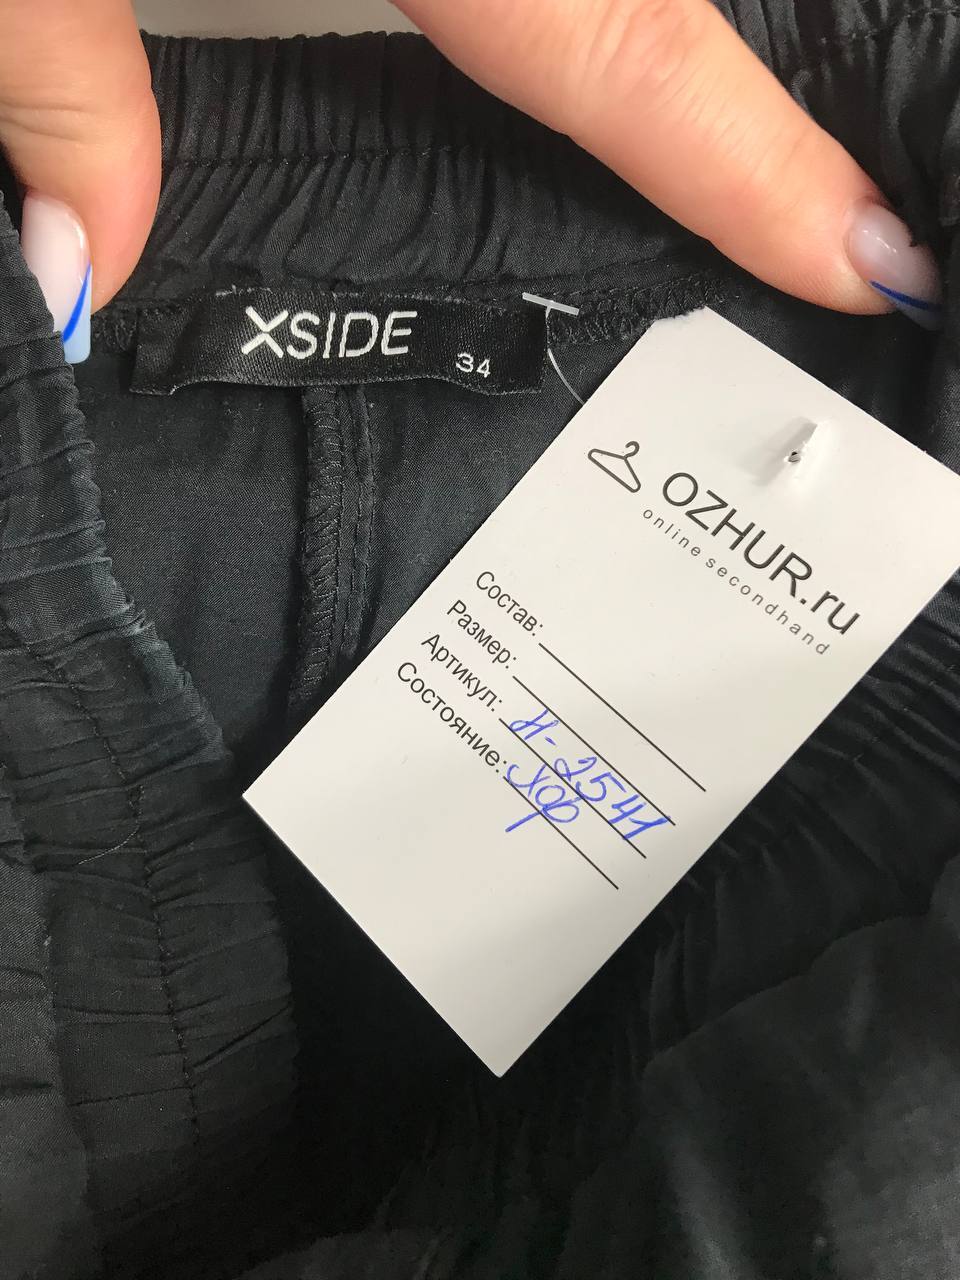 XSIDE
34
OZHUR.ru
online secondhand
Состав:
Размер:
Артикул: Н-2541
Состояние: хор